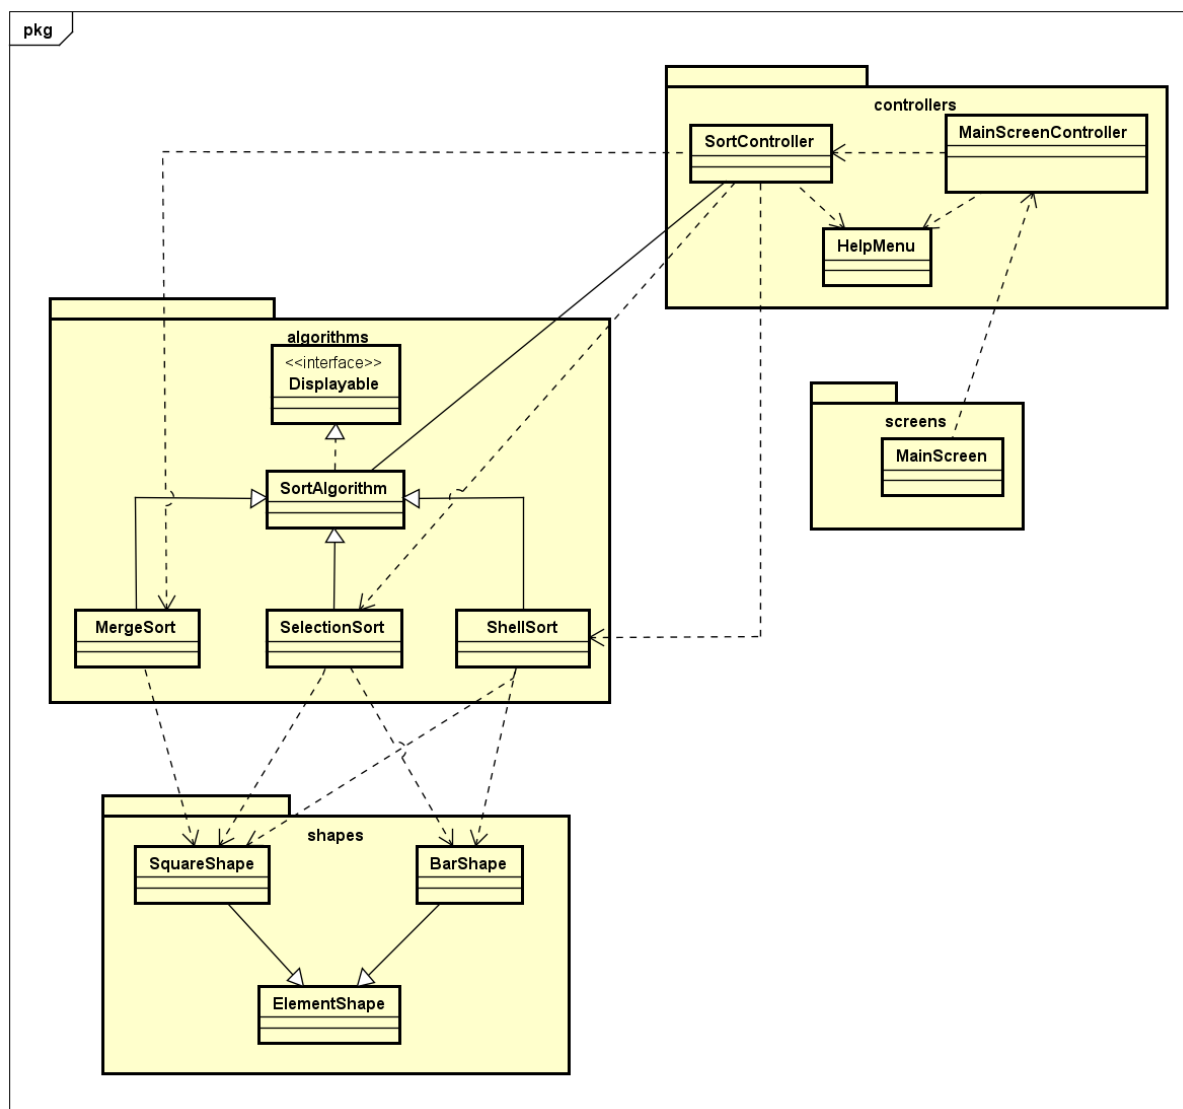 pkg
controllers
SortController
MainScreenController
HelpMenu
algorithms
<<interface>>
Displayable
SortAlgorithm
MergeSort
SelectionSort
ShellSort
screens
MainScreen
shapes
SquareShape
BarShape
ElementShape